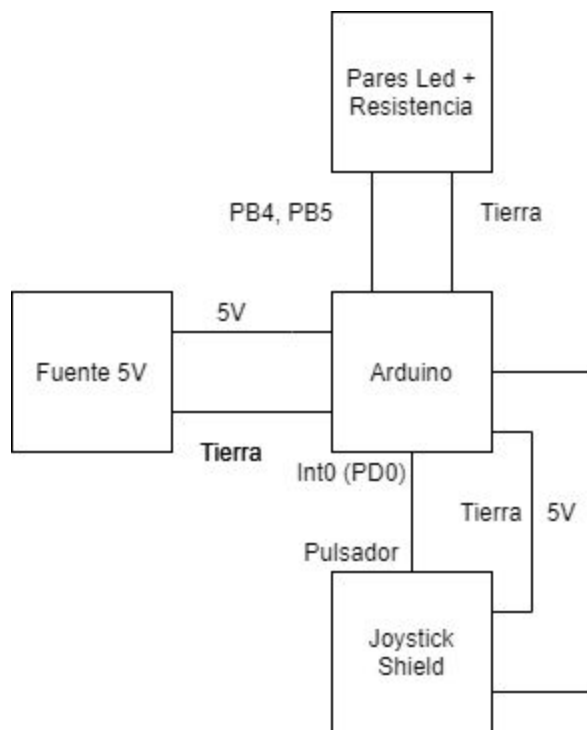 Pares Led +
Resistencia
PB4, PB5
Tierra
5V
Fuente 5V
Arduino
Tierra
Int0 (PD0)
Tierra
5V
Pulsador
Joystick
Shield